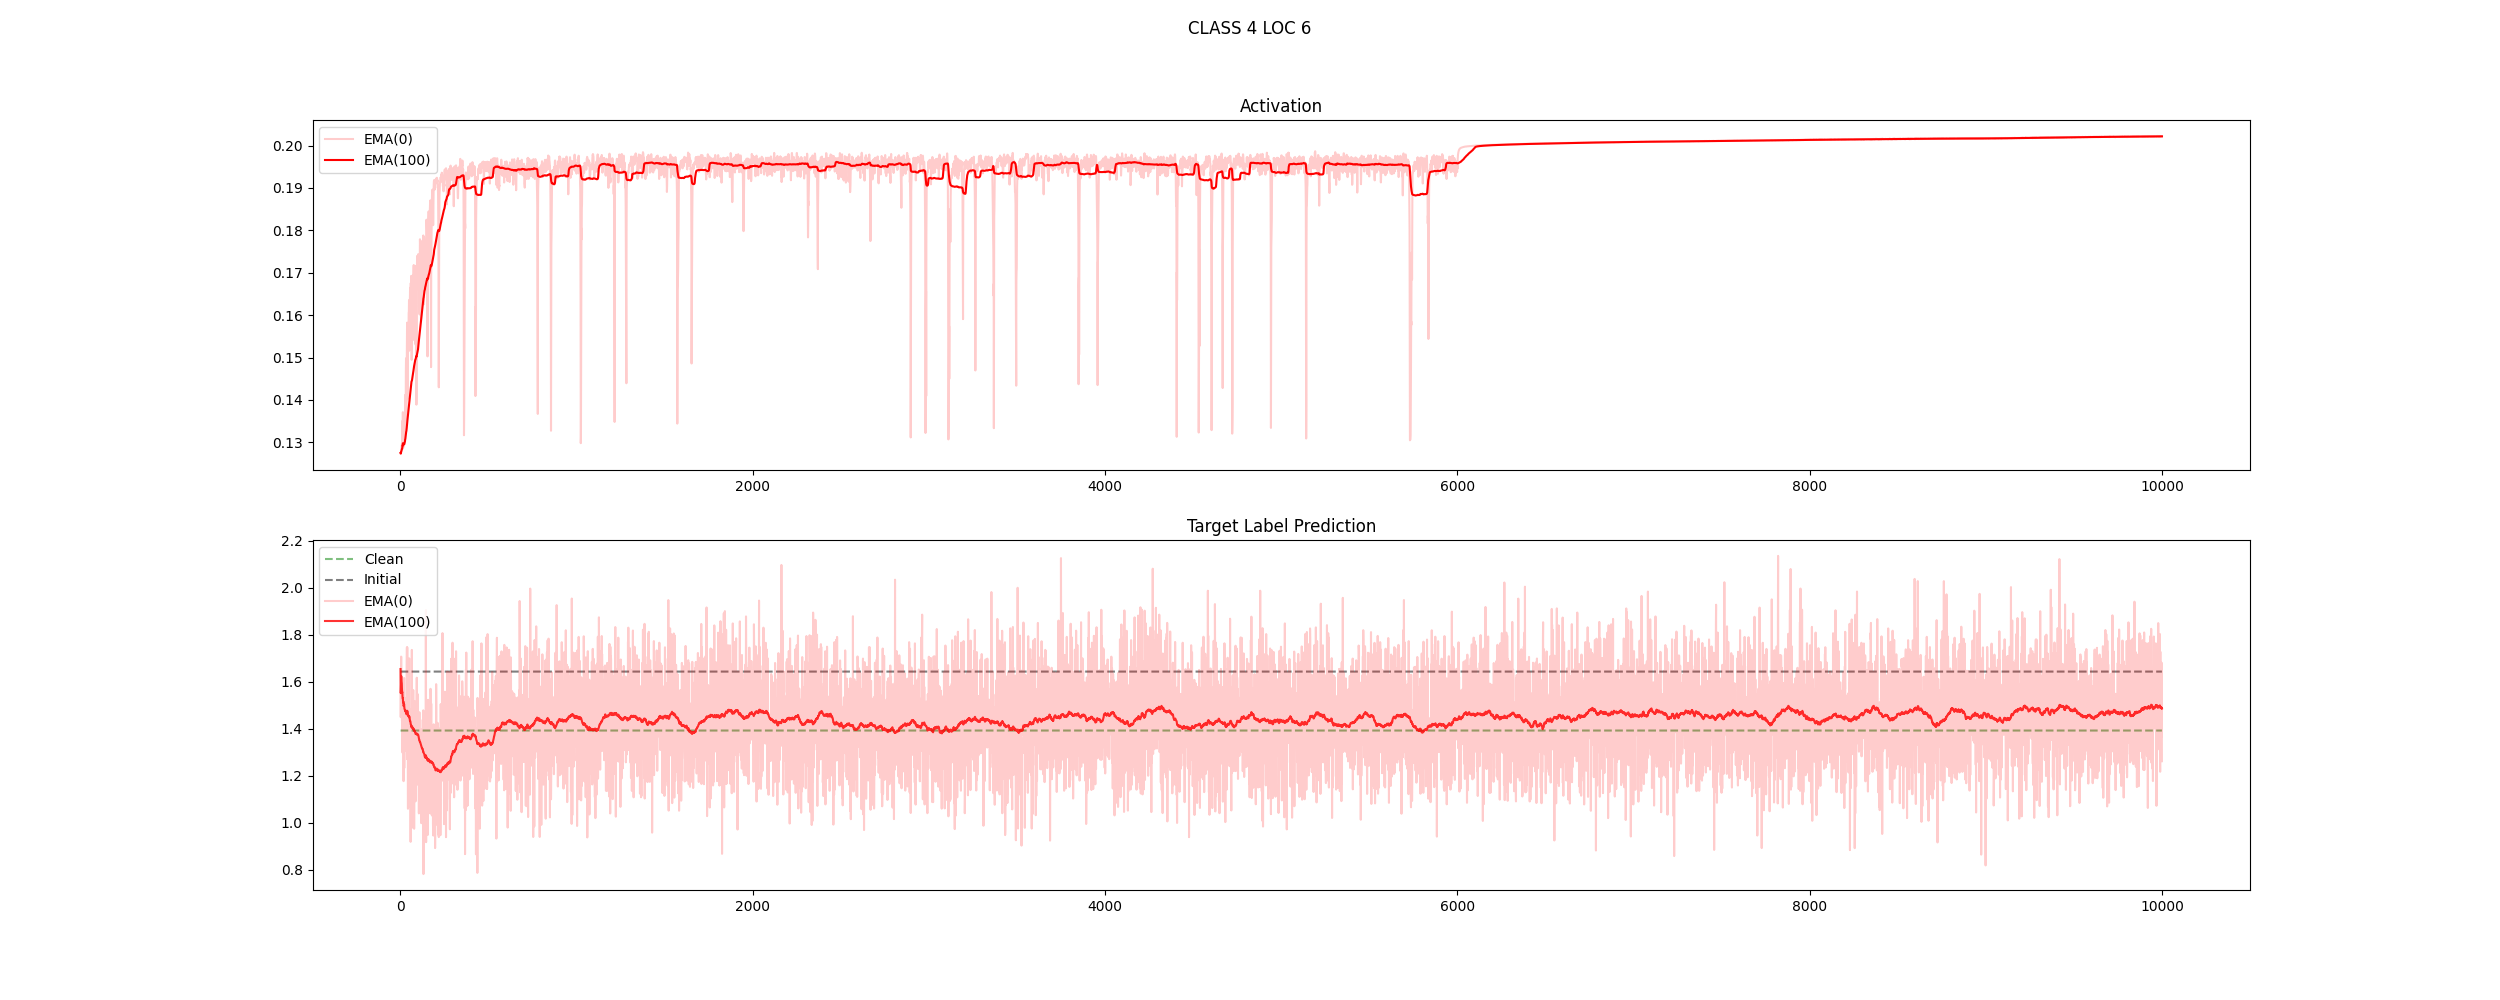 CLASS 4 LOC 6
Activation
EMA(0)
EMA(100)
0.20
0.19
0.18
0.17
0.16
0.15
0.14
0.13
0 2000 4000 6000 8000 10000
Target Label Prediction
Clean
Initial
EMA(0)
EMA(100)
2.2
2.0
1.8
1.6
1.4
1.2
1.0
0.8
0 2000 4000 6000 8000 10000